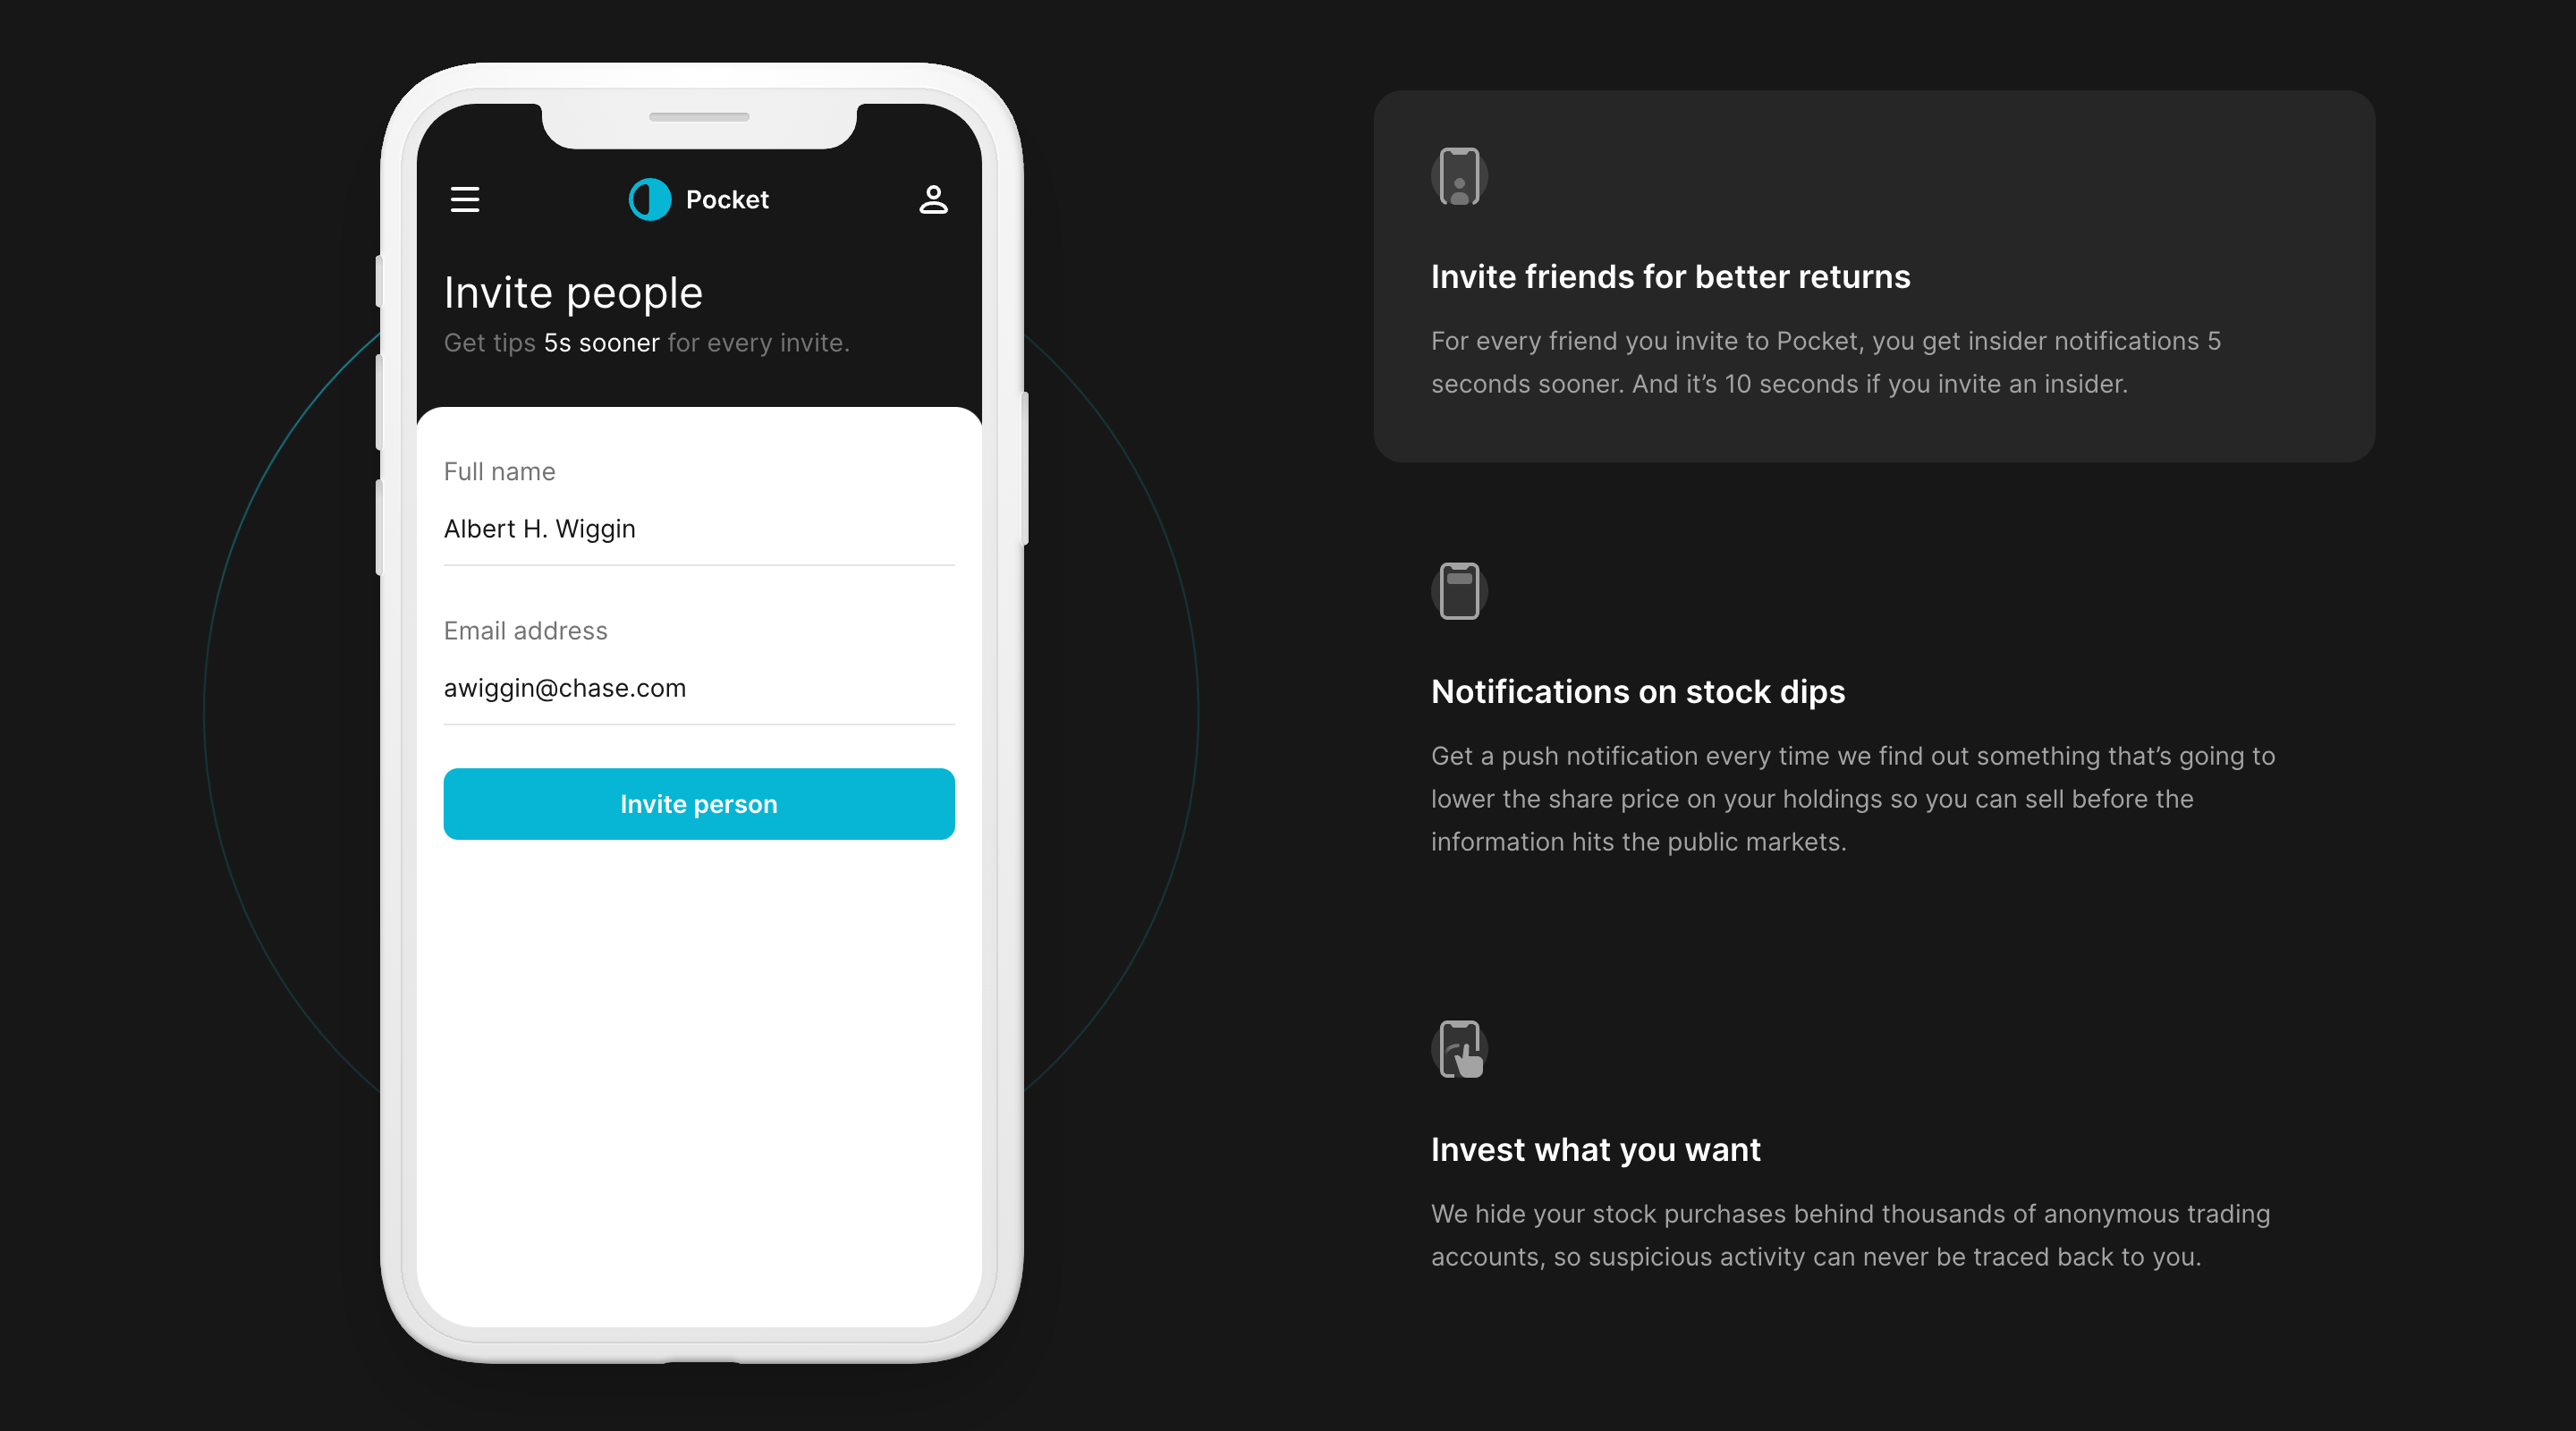 Pocket
Invite people
Get tips 5s sooner for every invite.
Full name
Albert H. Wiggin
Email address
awiggin@chase.com
Invite person
Invite friends for better returns
For every friend you invite to Pocket, you get insider notifications 5
seconds sooner. And it’s 10 seconds if you invite an insider.
Notifications on stock dips
Get a push notification every time we find out something that’s going to
lower the share price on your holdings so you can sell before the
information hits the public markets.
Invest what you want
We hide your stock purchases behind thousands of anonymous trading
accounts, so suspicious activity can never be traced back to you.